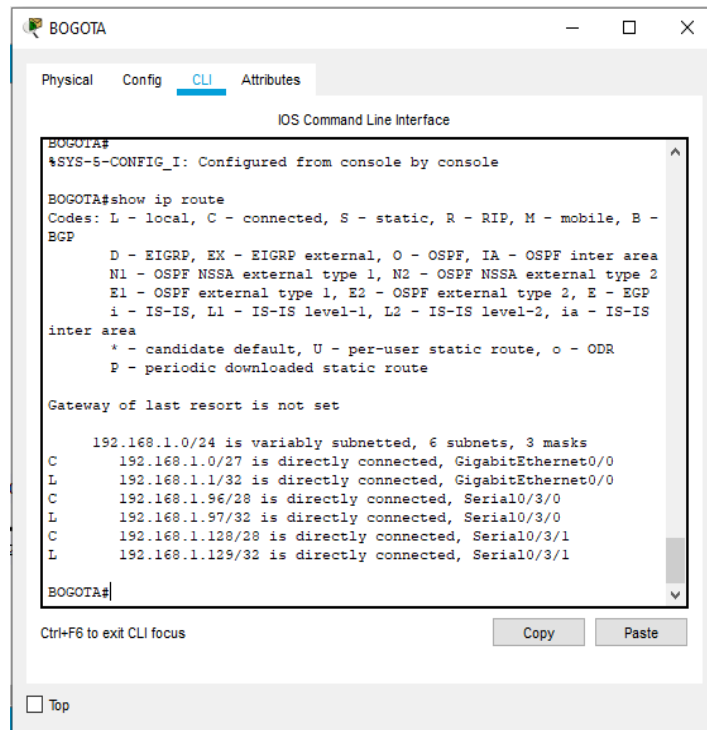 BOGOTA
Physical Config CLI Attributes
IOS Command Line Interface
BOGOTA#
%SYS-5-CONFIG_I: Configured from console by console
BOGOTA#show ip route
Codes: L - local, C - connected, S - static, R - RIP, M - mobile, B -
BGP
D - EIGRP, EX - EIGRP external, O - OSPF, IA - OSPF inter area
N1 - OSPF NSSA external type 1, N2 - OSPF NSSA external type 2
E1 - OSPF external type 1, E2 - OSPF external type 2, E - EGP
i - IS-IS, L1 - IS-IS level-1, L2 - IS-IS level-2, ia - IS-IS
inter area
* - candidate default, U - per-user static route, o - ODR
P - periodic downloaded static route
Gateway of last resort is not set
192.168.1.0/24 is variably subnetted, 6 subnets, 3 masks
C 192.168.1.0/27 is directly connected, GigabitEthernet0/0
L 192.168.1.1/32 is directly connected, GigabitEthernet0/0
C 192.168.1.96/28 is directly connected, Serial0/3/0
L 192.168.1.97/32 is directly connected, Serial0/3/0
C 192.168.1.128/28 is directly connected, Serial0/3/1
L 192.168.1.129/32 is directly connected, Serial0/3/1
BOGOTA#
Ctrl+F6 to exit CLI focus Copy Paste
Top